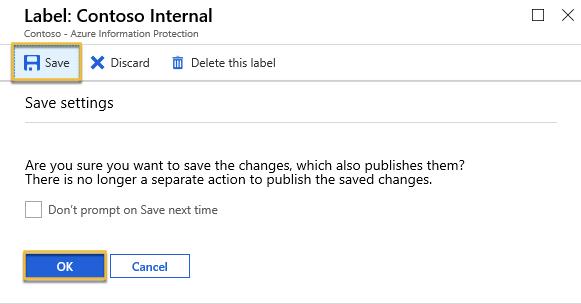 Label: Contoso Internal
Contoso - Azure Information Protection
Save Discard Delete this label
Save settings
Are you sure you want to save the changes, which also publishes them?
There is no longer a separate action to publish the saved changes.
Don't prompt on Save next time
OK Cancel